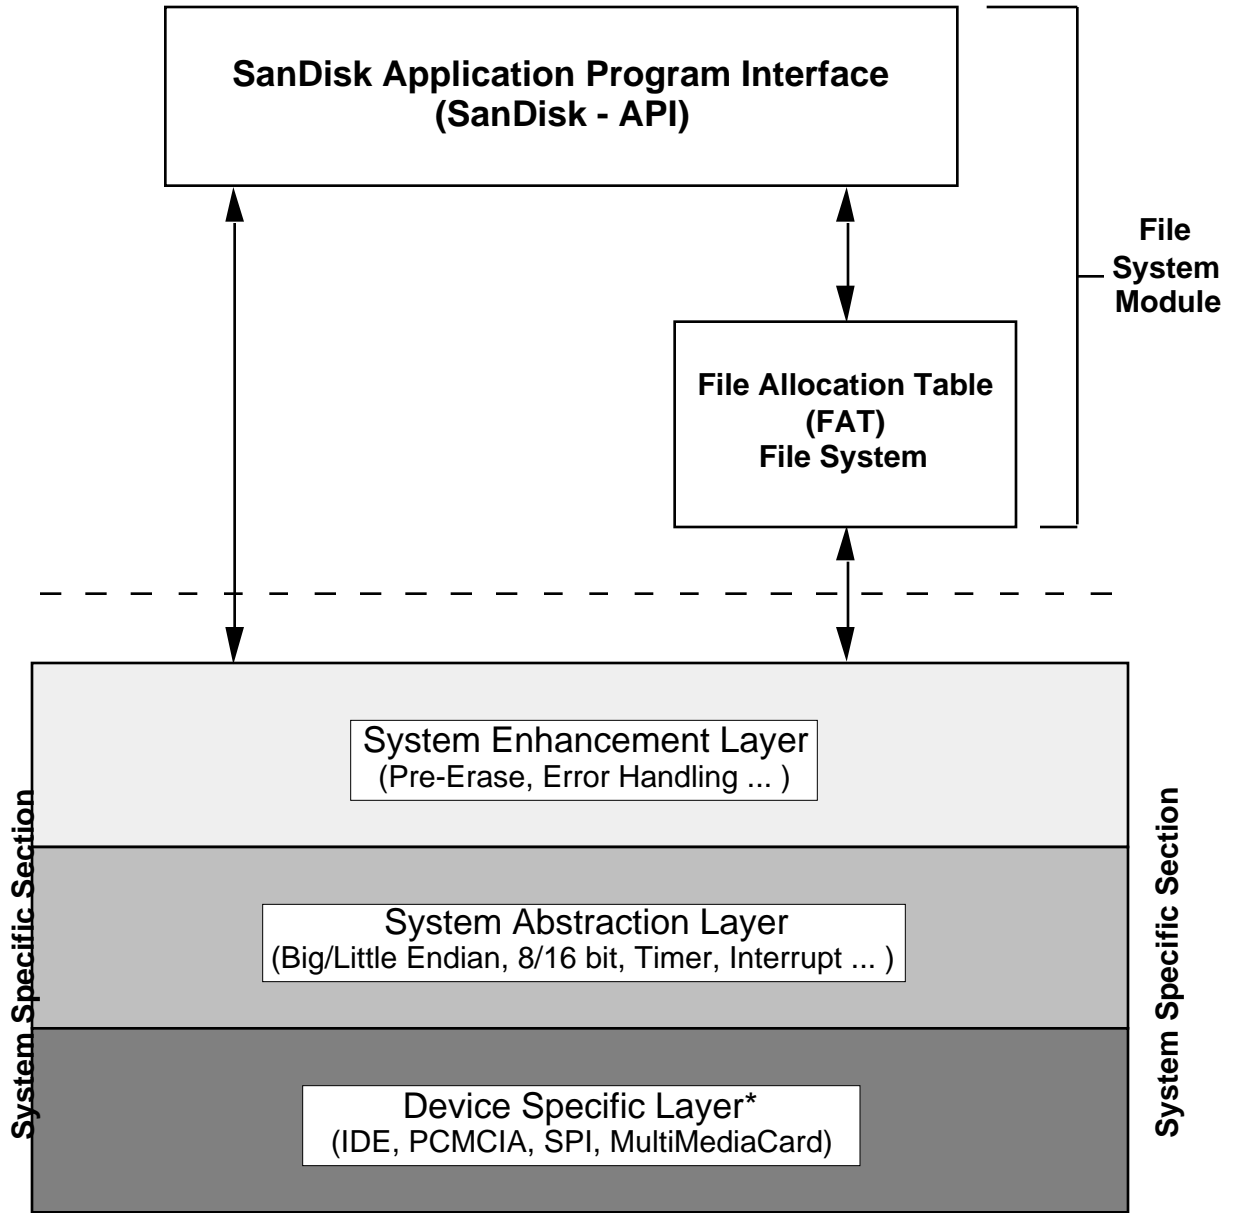 SanDisk Application Program Interface
(SanDisk - API)
File
System
Module
File Allocation Table
(FAT)
File System
System Enhancement Layer
(Pre-Erase, Error Handling ... )
System Abstraction Layer
(Big/Little Endian, 8/16 bit, Timer, Interrupt ... )
Device Specific Layer*
(IDE, PCMCIA, SPI, MultiMediaCard)
System Specific Section
System Specific Section